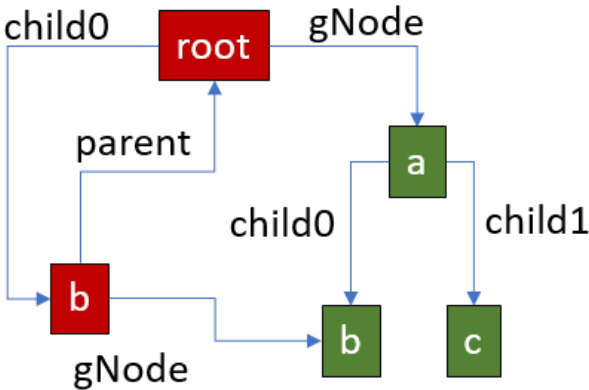 child0
root
gNode
parent
a
child0
child1
b
b
c
gNode